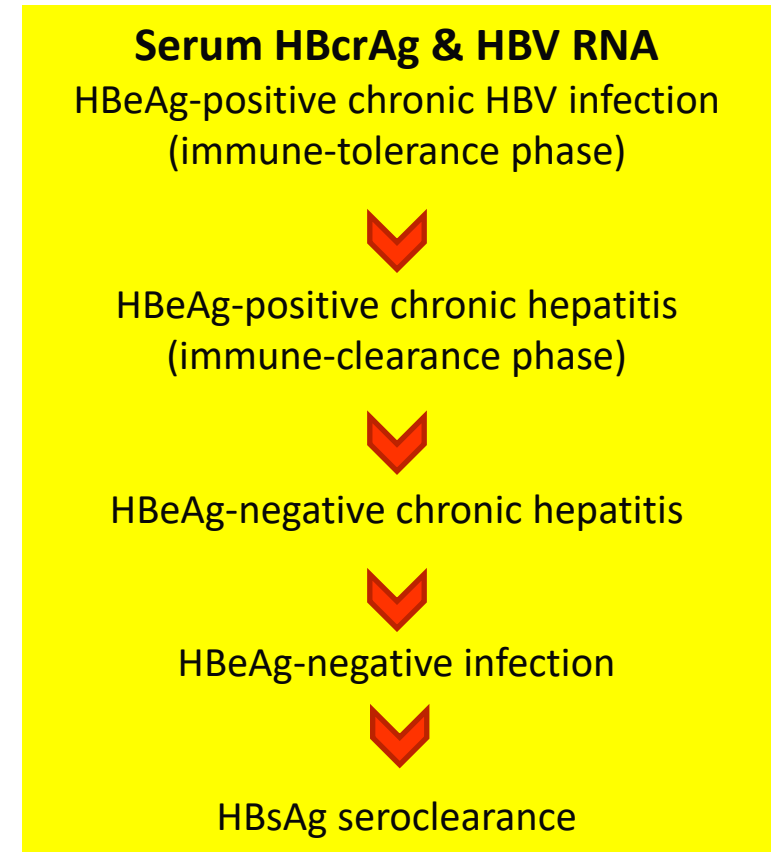 Serum HBcrAg & HBV RNA
HBeAg-positive chronic HBV infection
(immune-tolerance phase)
HBeAg-positive chronic hepatitis
(immune-clearance phase)
HBeAg-negative chronic hepatitis
HBeAg-negative infection
HBsAg seroclearance